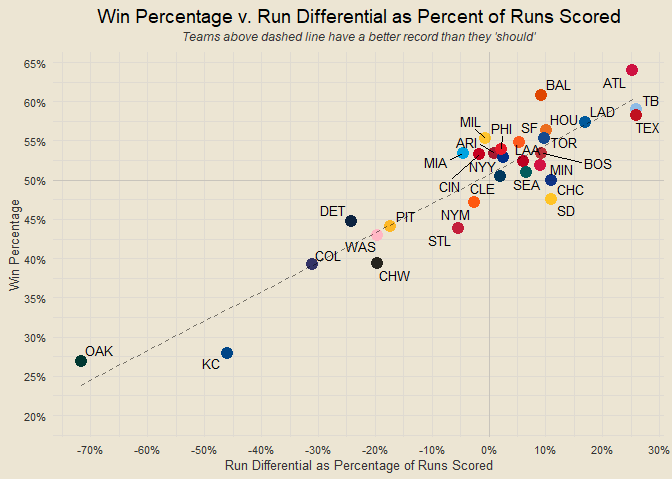 Win Percentage v. Run Differential as Percent of Runs Scored
Teams above dashed line have a better record than they 'should'
65%
60%
55%
50%
45%
40%
35%
30%
25%
20%
Win Percentage
ATL
BAL
TB
TEX
LAD
HOU
SF
TOR
MIL
PHI
ARI
LAA
BOS
MIA
NYY
MIN
CIN
CLE
SEA
CHC
SD
NYM
STL
DET
PIT
WAS
COL
CHW
OAK
KC
-70%
-60%
-50%
-40%
-30%
-20%
-10%
0%
10%
20%
30%
Run Differential as Percentage of Runs Scored